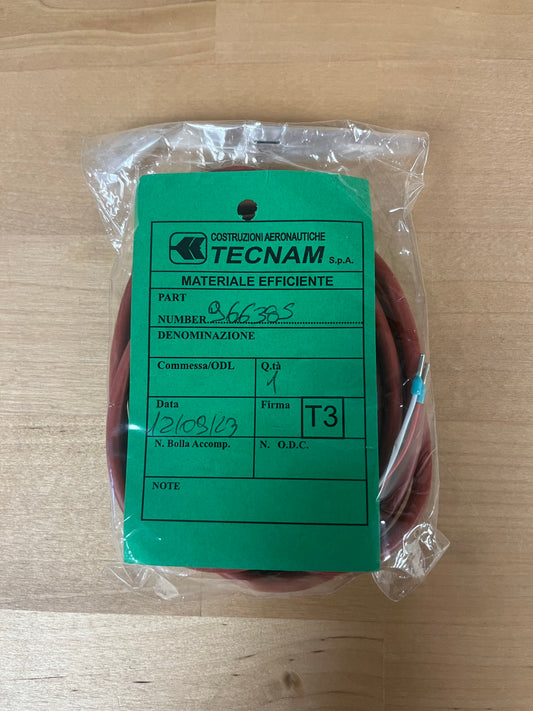 COSTRUZIONI AERONAUTICHE
TECNAM S.p.A.
MATERIALE EFFICIENTE
PART
NUMBER 966385
DENOMINAZIONE
Commessa/ODL Q.tà
1
Data Firma T3
12/09/23
N. Bolla Accomp. N. O.D.C.
NOTE